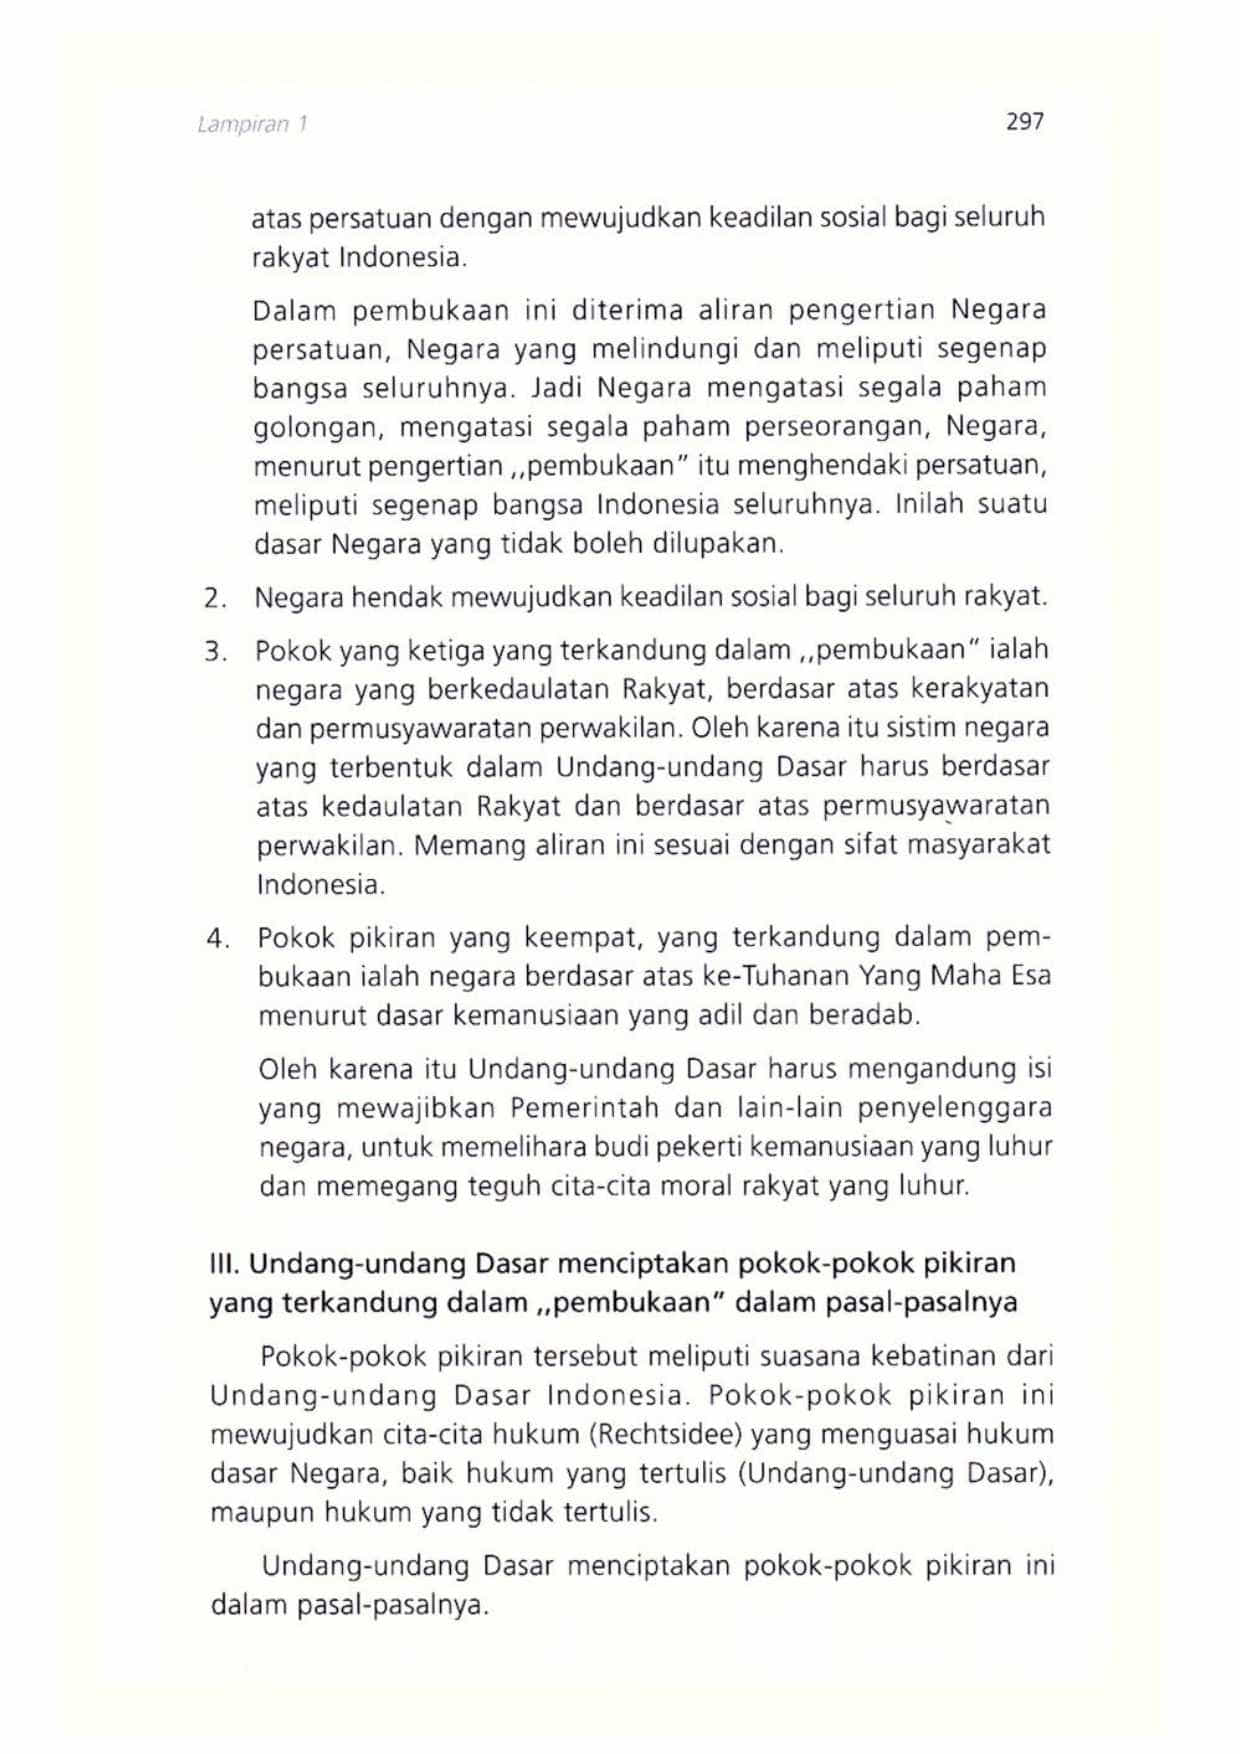 Lampiran 1 297
atas persatuan dengan mewujudkan keadilan sosial bagi seluruh
rakyat Indonesia.
Dalam pembukaan ini diterima aliran pengertian Negara
persatuan, Negara yang melindungi dan meliputi segenap
bangsa seluruhnya. Jadi Negara mengatasi segala paham
golongan, mengatasi segala paham perseorangan, Negara,
menurut pengertian ,,pembukaan" itu menghendaki persatuan,
meliputi segenap bangsa Indonesia seluruhnya. Inilah suatu
dasar Negara yang tidak boleh dilupakan.
2. Negara hendak mewujudkan keadilan sosial bagi seluruh rakyat.
3. Pokok yang ketiga yang terkandung dalam ,,pembukaan" ialah
negara yang berkedaulatan Rakyat, berdasar atas kerakyatan
dan permusyawaratan perwakilan. Oleh karena itu sistim negara
yang terbentuk dalam Undang-undang Dasar harus berdasar
atas kedaulatan Rakyat dan berdasar atas permusyawaratan
perwakilan. Memang aliran ini sesuai dengan sifat masyarakat
Indonesia.
4. Pokok pikiran yang keempat, yang terkandung dalam pem-
bukaan ialah negara berdasar atas ke-Tuhanan Yang Maha Esa
menurut dasar kemanusiaan yang adil dan beradab.
Oleh karena itu Undang-undang Dasar harus mengandung isi
yang mewajibkan Pemerintah dan lain-lain penyelenggara
negara, untuk memelihara budi pekerti kemanusiaan yang luhur
dan memegang teguh cita-cita moral rakyat yang luhur.
III. Undang-undang Dasar menciptakan pokok-pokok pikiran
yang terkandung dalam ,,pembukaan" dalam pasal-pasalnya
Pokok-pokok pikiran tersebut meliputi suasana kebatinan dari
Undang-undang Dasar Indonesia. Pokok-pokok pikiran ini
mewujudkan cita-cita hukum (Rechtsidee) yang menguasai hukum
dasar Negara, baik hukum yang tertulis (Undang-undang Dasar),
maupun hukum yang tidak tertulis.
Undang-undang Dasar menciptakan pokok-pokok pikiran ini
dalam pasal-pasalnya.